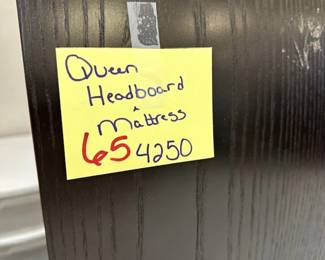 Queen
Headboard
+ Mattress
65 4250